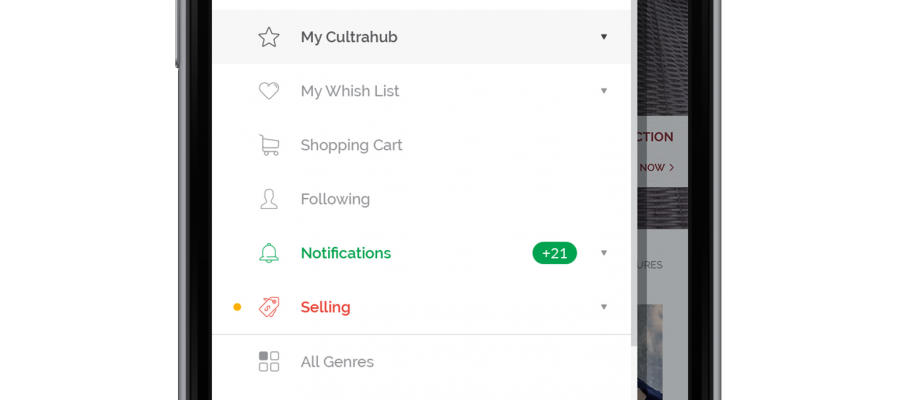 My Cultrahub
CTION
My Whish List
NOW >
Shopping Cart
Following
Notifications +21
URES
Selling
All Genres